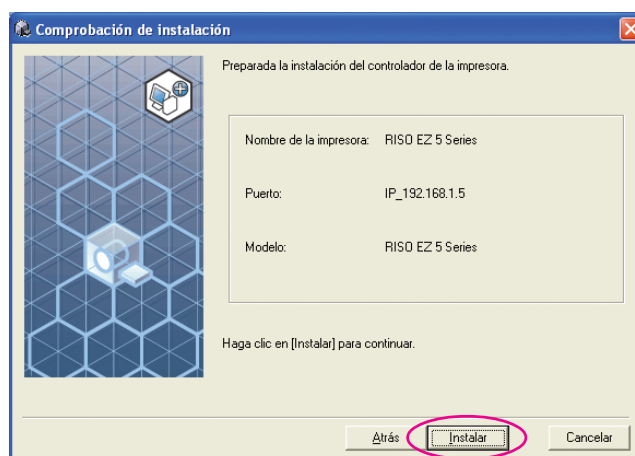 Comprobación de instalación
Preparada la instalación del controlador de la impresora.
Nombre de la impresora: RISO EZ 5 Series
Puerto: IP_192.168.1.5
Modelo: RISO EZ 5 Series
Haga clic en [Instalar] para continuar.
Atrás Instalar Cancelar